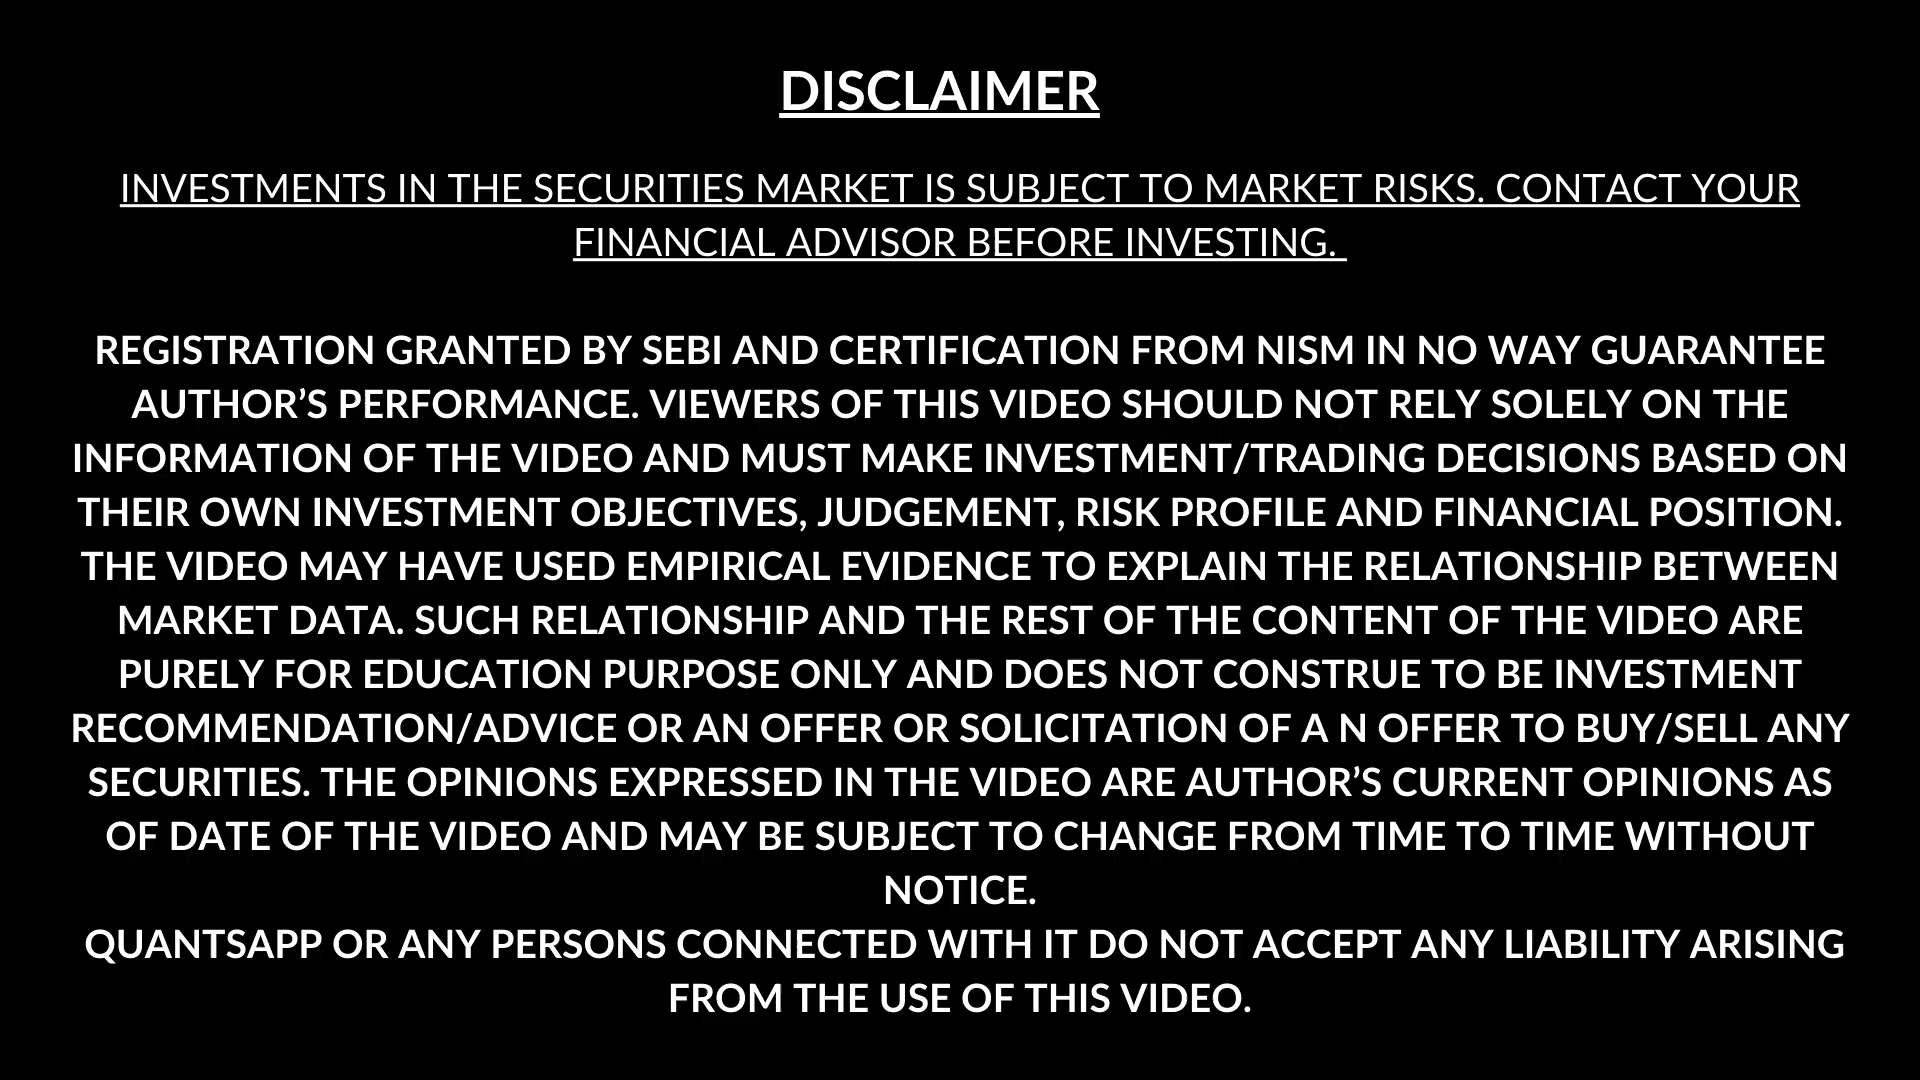 DISCLAIMER
INVESTMENTS IN THE SECURITIES MARKET IS SUBJECT TO MARKET RISKS. CONTACT YOUR
FINANCIAL ADVISOR BEFORE INVESTING.
REGISTRATION GRANTED BY SEBI AND CERTIFICATION FROM NISM IN NO WAY GUARANTEE
AUTHOR’S PERFORMANCE. VIEWERS OF THIS VIDEO SHOULD NOT RELY SOLELY ON THE
INFORMATION OF THE VIDEO AND MUST MAKE INVESTMENT/TRADING DECISIONS BASED ON
THEIR OWN INVESTMENT OBJECTIVES, JUDGEMENT, RISK PROFILE AND FINANCIAL POSITION.
THE VIDEO MAY HAVE USED EMPIRICAL EVIDENCE TO EXPLAIN THE RELATIONSHIP BETWEEN
MARKET DATA. SUCH RELATIONSHIP AND THE REST OF THE CONTENT OF THE VIDEO ARE
PURELY FOR EDUCATION PURPOSE ONLY AND DOES NOT CONSTRUE TO BE INVESTMENT
RECOMMENDATION/ADVICE OR AN OFFER OR SOLICITATION OF A N OFFER TO BUY/SELL ANY
SECURITIES. THE OPINIONS EXPRESSED IN THE VIDEO ARE AUTHOR’S CURRENT OPINIONS AS
OF DATE OF THE VIDEO AND MAY BE SUBJECT TO CHANGE FROM TIME TO TIME WITHOUT
NOTICE.
QUANTSAPP OR ANY PERSONS CONNECTED WITH IT DO NOT ACCEPT ANY LIABILITY ARISING
FROM THE USE OF THIS VIDEO.